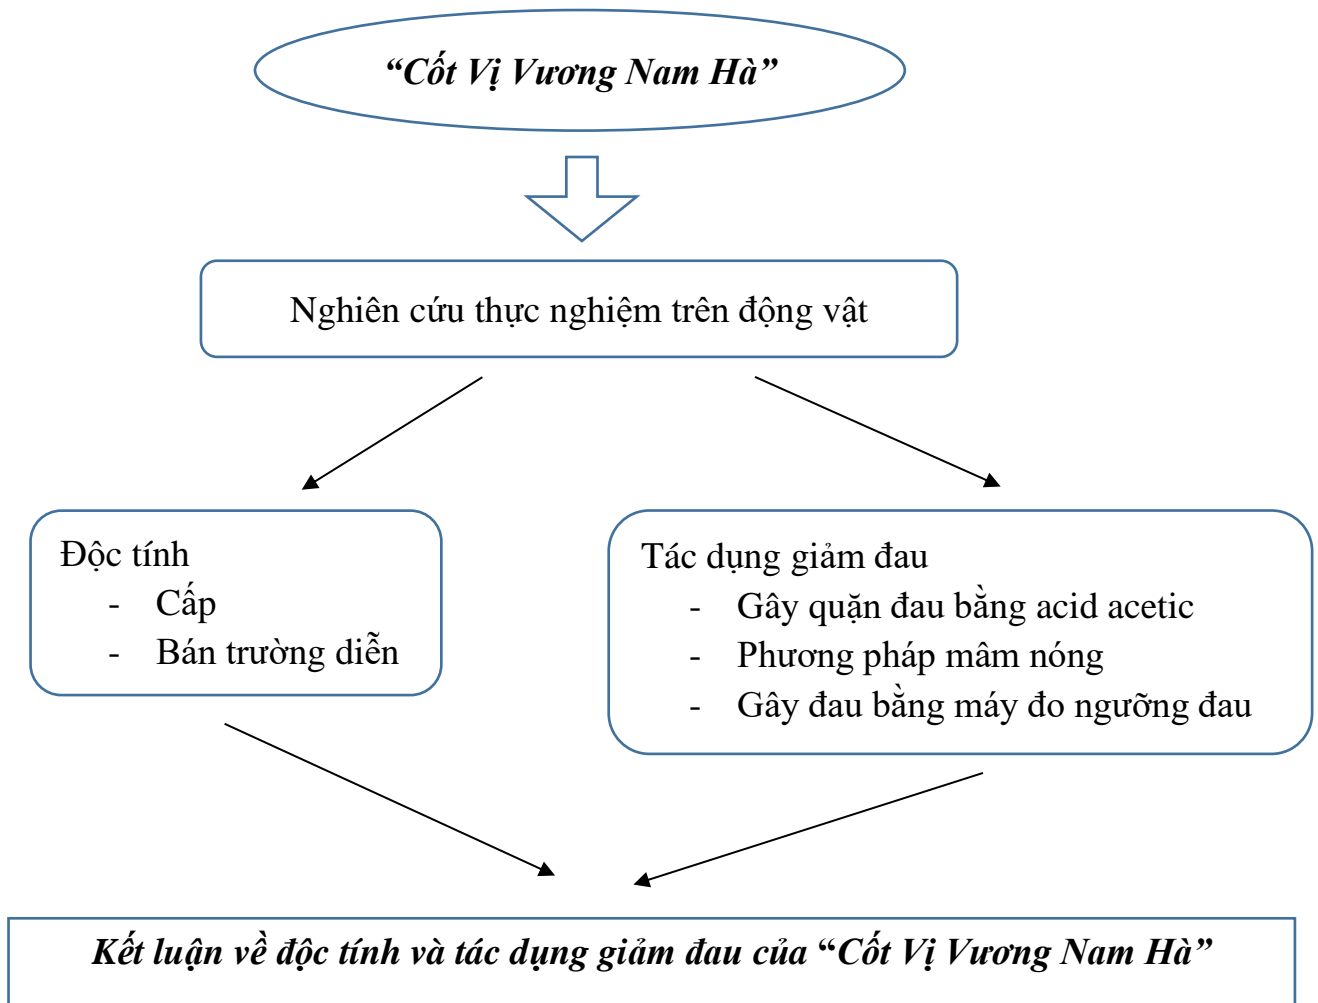 “Cốt Vị Vương Nam Hà”
Nghiên cứu thực nghiệm trên động vật
Độc tính
- Cấp
- Bán trường diễn
Tác dụng giảm đau
- Gây quặn đau bằng acid acetic
- Phương pháp mâm nóng
- Gây đau bằng máy đo ngưỡng đau
Kết luận về độc tính và tác dụng giảm đau của “Cốt Vị Vương Nam Hà”